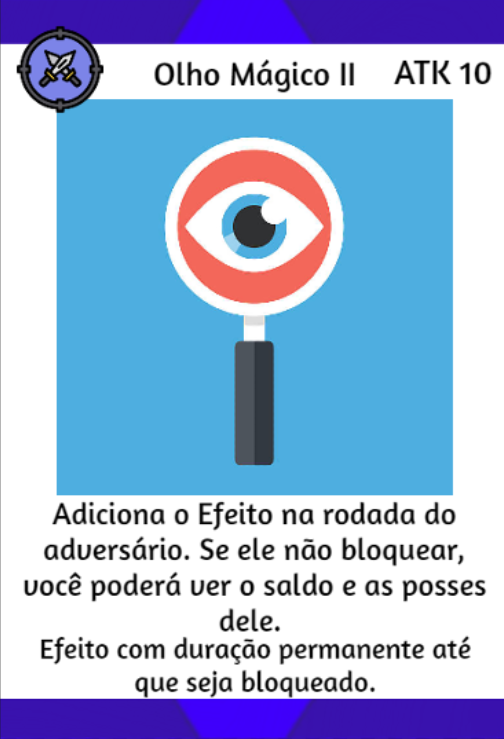 Olho Mágico II ATK 10
Adiciona o Efeito na rodada do
adversário. Se ele não bloquear,
você poderá ver o saldo e as posses
dele.
Efeito com duração permanente até
que seja bloqueado.